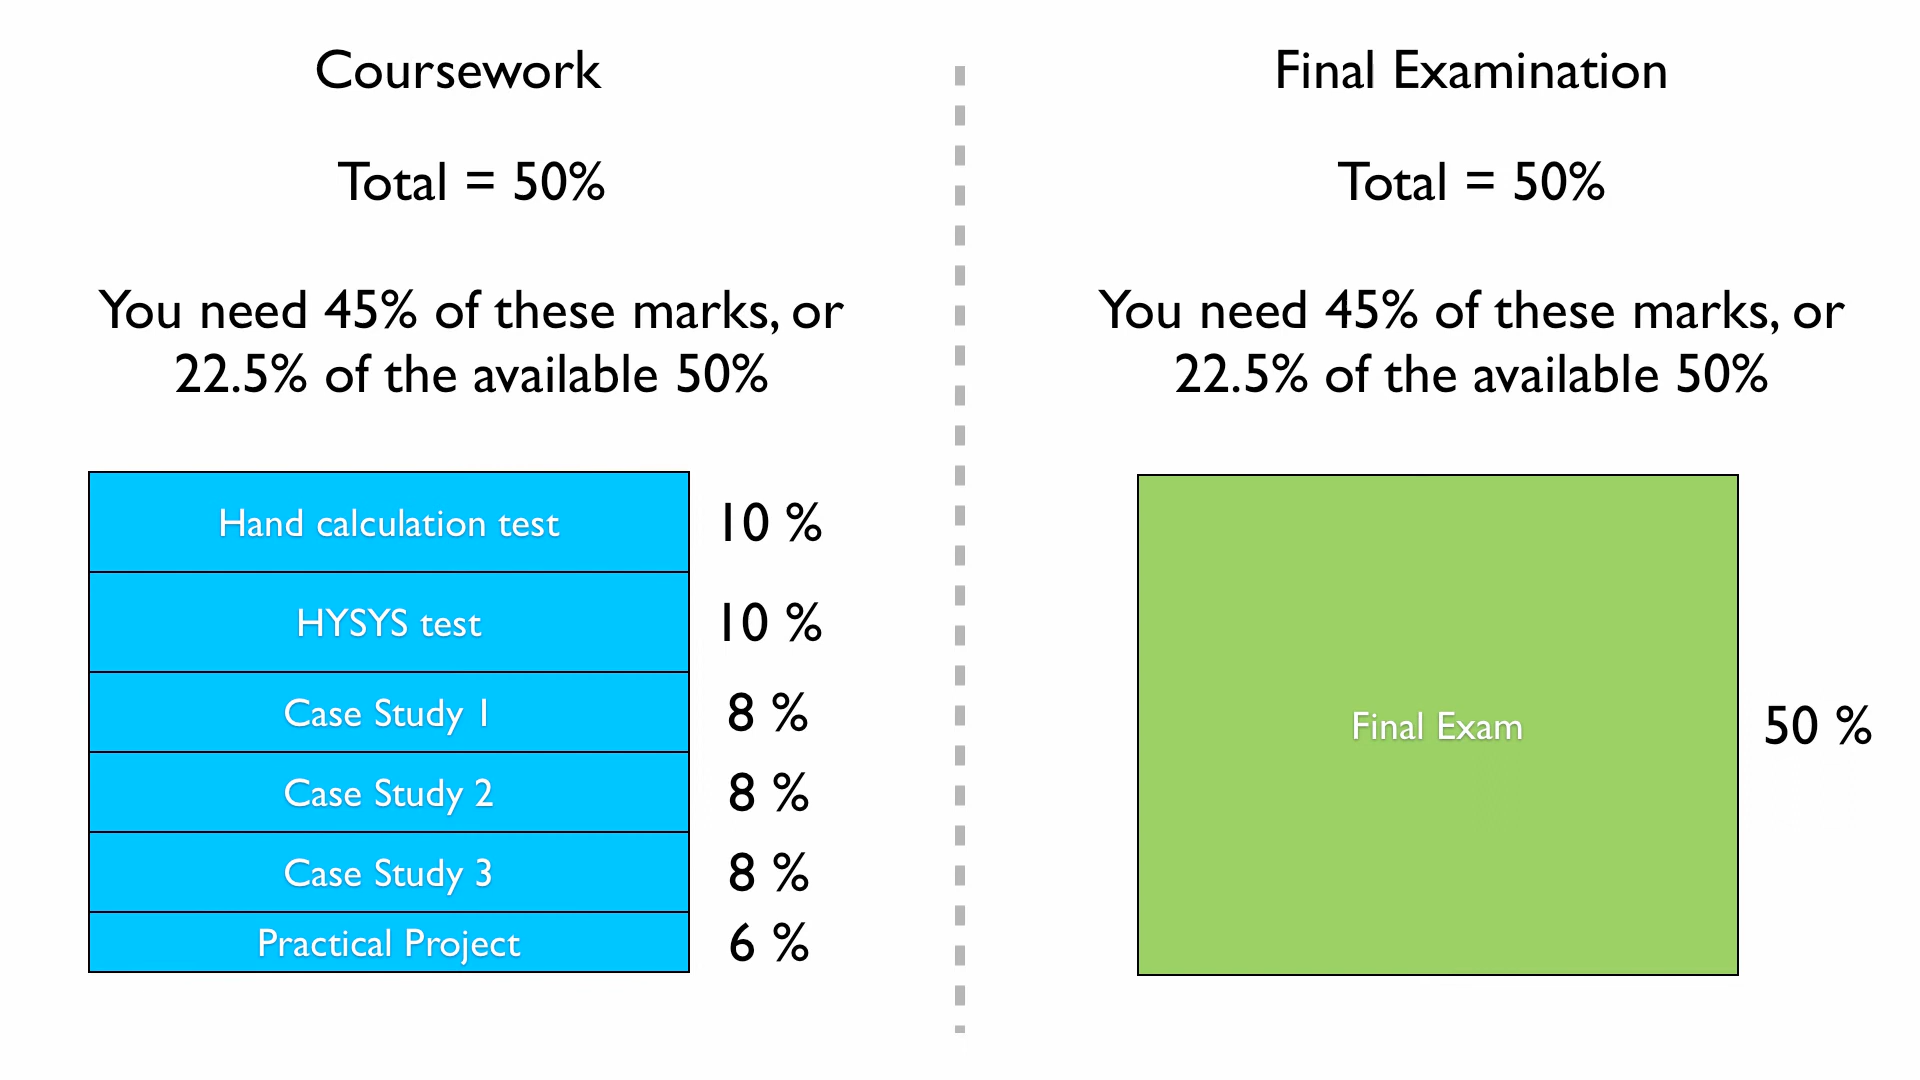 Coursework
Total = 50%
You need 45% of these marks, or
22.5% of the available 50%
Hand calculation test
10 %
HYSYS test
10 %
Case Study 1
8 %
Case Study 2
8 %
Case Study 3
8 %
Practical Project
6 %
Final Examination
Total = 50%
You need 45% of these marks, or
22.5% of the available 50%
Final Exam
50 %